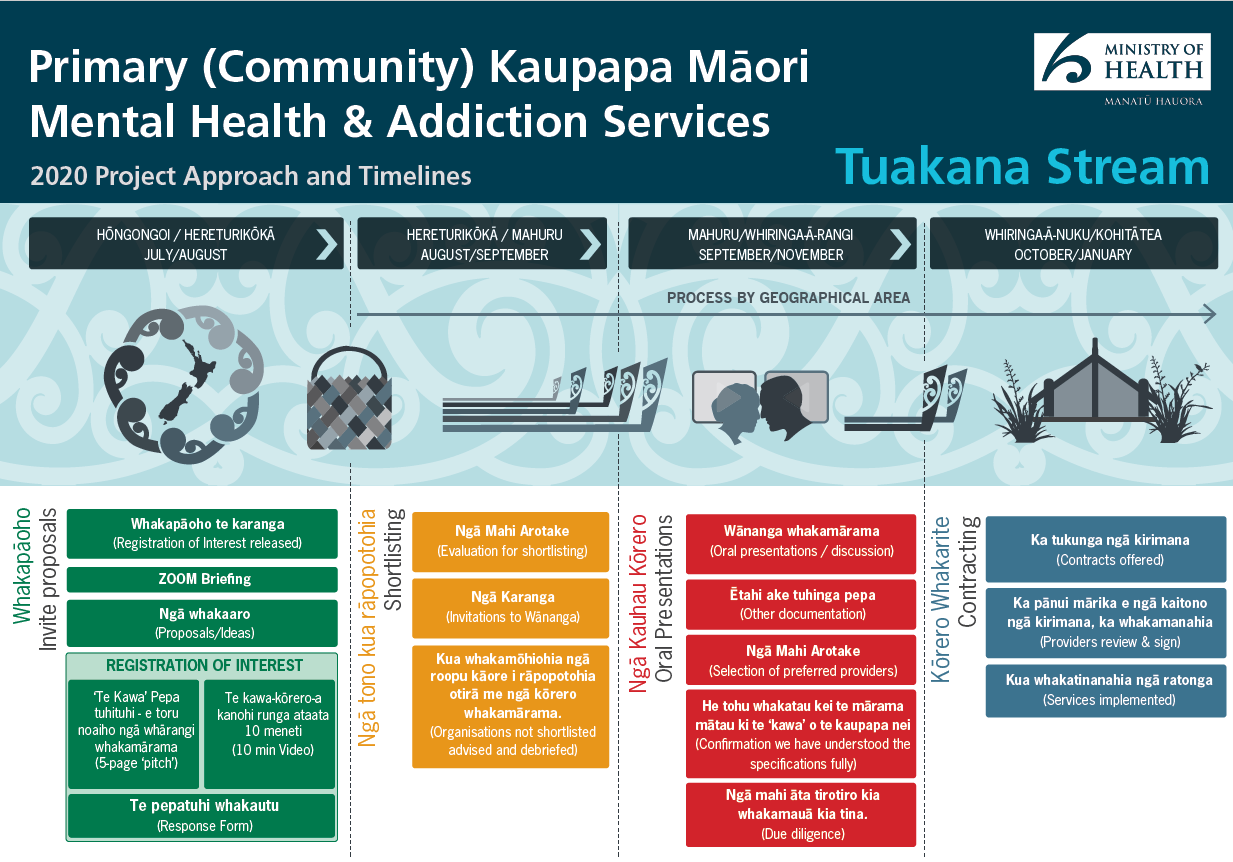 Primary (Community) Kaupapa Māori
Mental Health & Addiction Services
2020 Project Approach and Timelines
MINISTRY OF
HEALTH
MANATŪ HAUORA
Tuakana Stream
HŌNGONGOI / HERETURIKŌKĀ
JULY/AUGUST
HERETURIKŌKĀ / MAHURU
AUGUST/SEPTEMBER
MAHURU/WHIRINGA-Ā-RANGI
SEPTEMBER/NOVEMBER
WHIRINGA-Ā-NUKU/KOHITĀTEA
OCTOBER/JANUARY
PROCESS BY GEOGRAPHICAL AREA
Whakapāoho
Invite proposals
Whakapāoho te karanga
(Registration of Interest released)
ZOOM Briefing
Ngā whakaaro
(Proposals/Ideas)
REGISTRATION OF INTEREST
‘Te Kawa’ Pepa
tuhituhi - e toru
noaiho ngā whārangi
whakamārama
(5-page ‘pitch’)
Te kawa-kōrero-a
kanohi runga ataata
10 meneti
(10 min Video)
Te pepatuhi whakautu
(Response Form)
Ngā tono kua rāpopotohia
Shortlisting
Ngā Mahi Arotake
(Evaluation for shortlisting)
Ngā Karanga
(Invitations to Wānanga)
Kua whakamōhiohia ngā
roopu kāore i rāpopotohia
otirā me ngā kōrero
whakamārama.
(Organisations not shortlisted
advised and debriefed)
Ngā Kauhau Kōrero
Oral Presentations
Wānanga whakamārama
(Oral presentations / discussion)
Ētahi ake tuhinga pepa
(Other documentation)
Ngā Mahi Arotake
(Selection of preferred providers)
He tohu whakatau kei te mārama
mātau ki te ‘kawa’ o te kaupapa nei
(Confirmation we have understood the
specifications fully)
Ngā mahi āta tirotiro kia
whakamauā kia tina.
(Due diligence)
Kōrero Whakarite
Contracting
Ka tukunga ngā kirimana
(Contracts offered)
Ka pānui mārika e ngā kaitono
ngā kirimana, ka whakamanahia
(Providers review & sign)
Kua whakatinanahia ngā ratonga
(Services implemented)